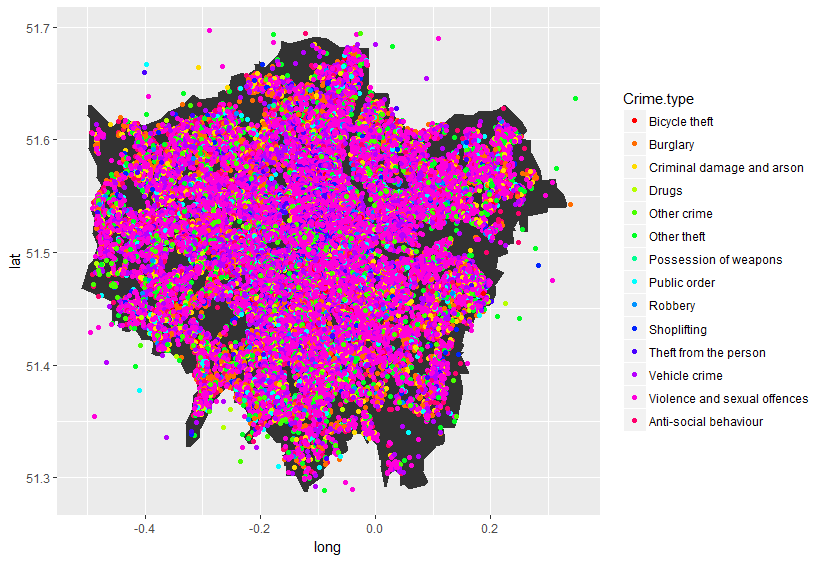 51.7
51.6
51.5
51.4
51.3
lat
-0.4
-0.2
0.0
0.2
long
Crime.type
Bicycle theft
Burglary
Criminal damage and arson
Drugs
Other crime
Other theft
Possession of weapons
Public order
Robbery
Shoplifting
Theft from the person
Vehicle crime
Violence and sexual offences
Anti-social behaviour